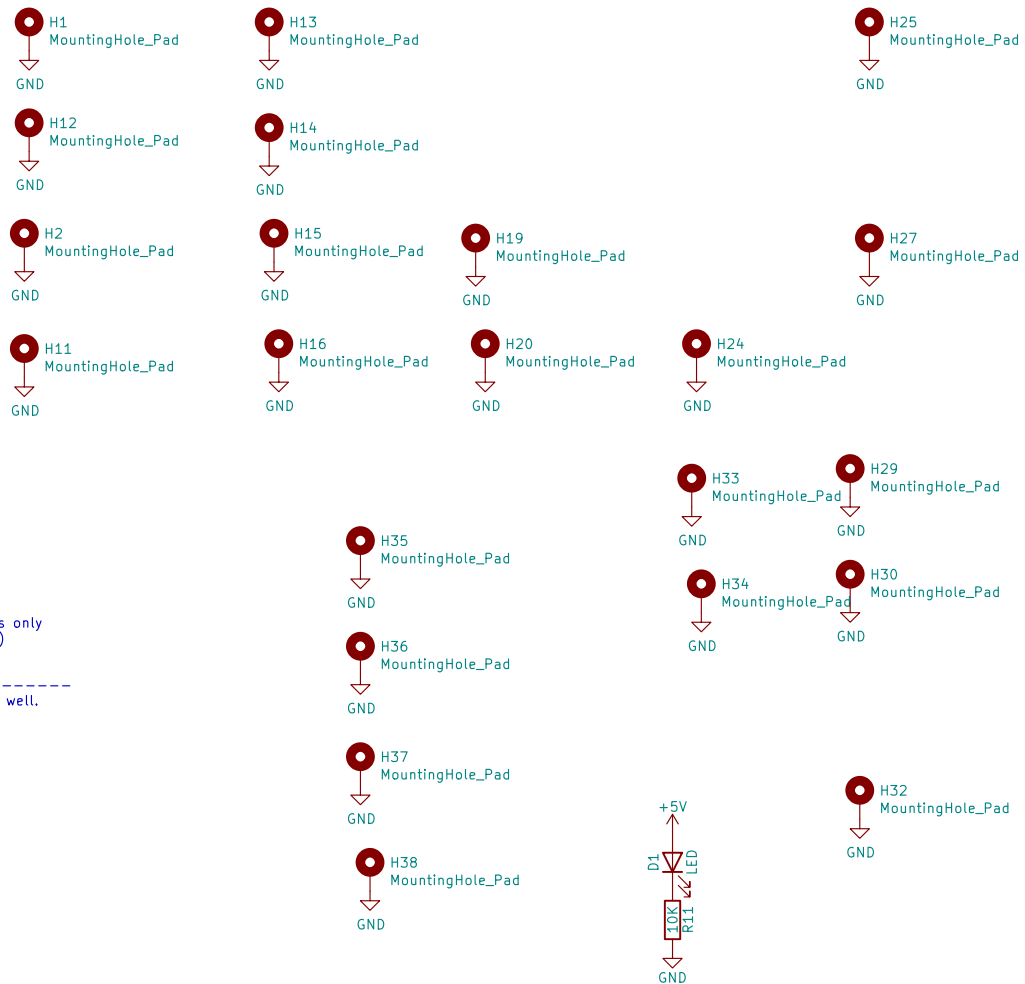 H1
MountingHole_Pad
GND
H13
MountingHole_Pad
GND
H25
MountingHole_Pad
GND
H12
MountingHole_Pad
GND
H14
MountingHole_Pad
GND
H2
MountingHole_Pad
GND
H15
MountingHole_Pad
GND
H19
MountingHole_Pad
GND
H27
MountingHole_Pad
GND
H11
MountingHole_Pad
GND
H16
MountingHole_Pad
GND
H20
MountingHole_Pad
GND
H24
MountingHole_Pad
GND
H33
MountingHole_Pad
GND
H29
MountingHole_Pad
GND
H35
MountingHole_Pad
GND
H34
MountingHole_Pad
GND
H30
MountingHole_Pad
GND
s only
)
------
well.
H36
MountingHole_Pad
GND
H37
MountingHole_Pad
GND
H32
MountingHole_Pad
GND
H38
MountingHole_Pad
GND
+5V
D1
LED
10K
R11
GND